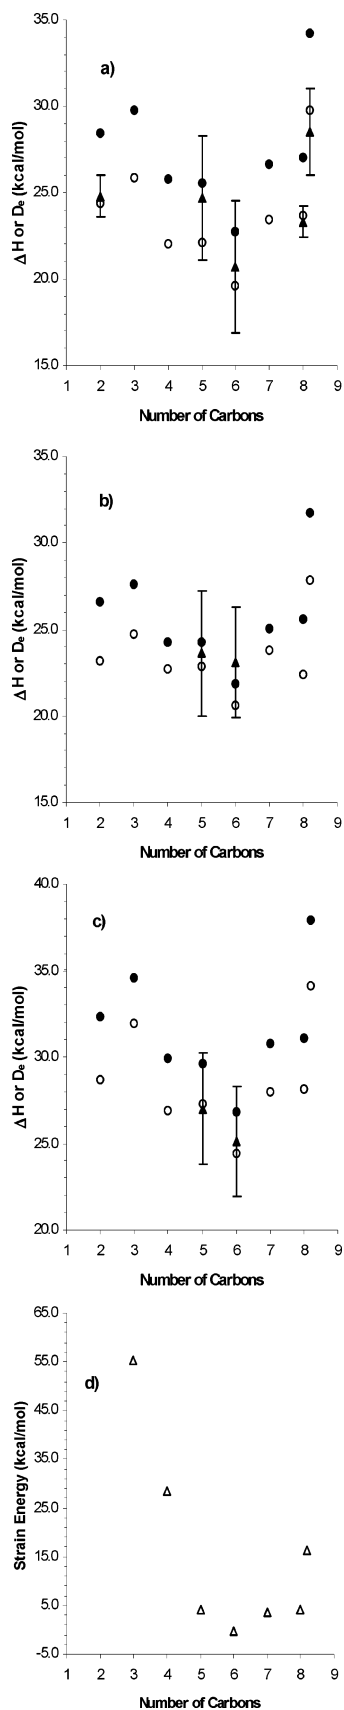 35.0
a)
30.0
25.0
20.0
15.0
Δ H or De (kcal/mol)
1 2 3 4 5 6 7 8 9
Number of Carbons
35.0
b)
30.0
25.0
20.0
15.0
Δ H or De (kcal/mol)
1 2 3 4 5 6 7 8 9
Number of Carbons
40.0
c)
35.0
30.0
25.0
20.0
Δ H or De (kcal/mol)
1 2 3 4 5 6 7 8 9
Number of Carbons
65.0
55.0
d)
45.0
35.0
25.0
15.0
5.0
-5.0
Strain Energy (kcal/mol)
1 2 3 4 5 6 7 8 9
Number of Carbons